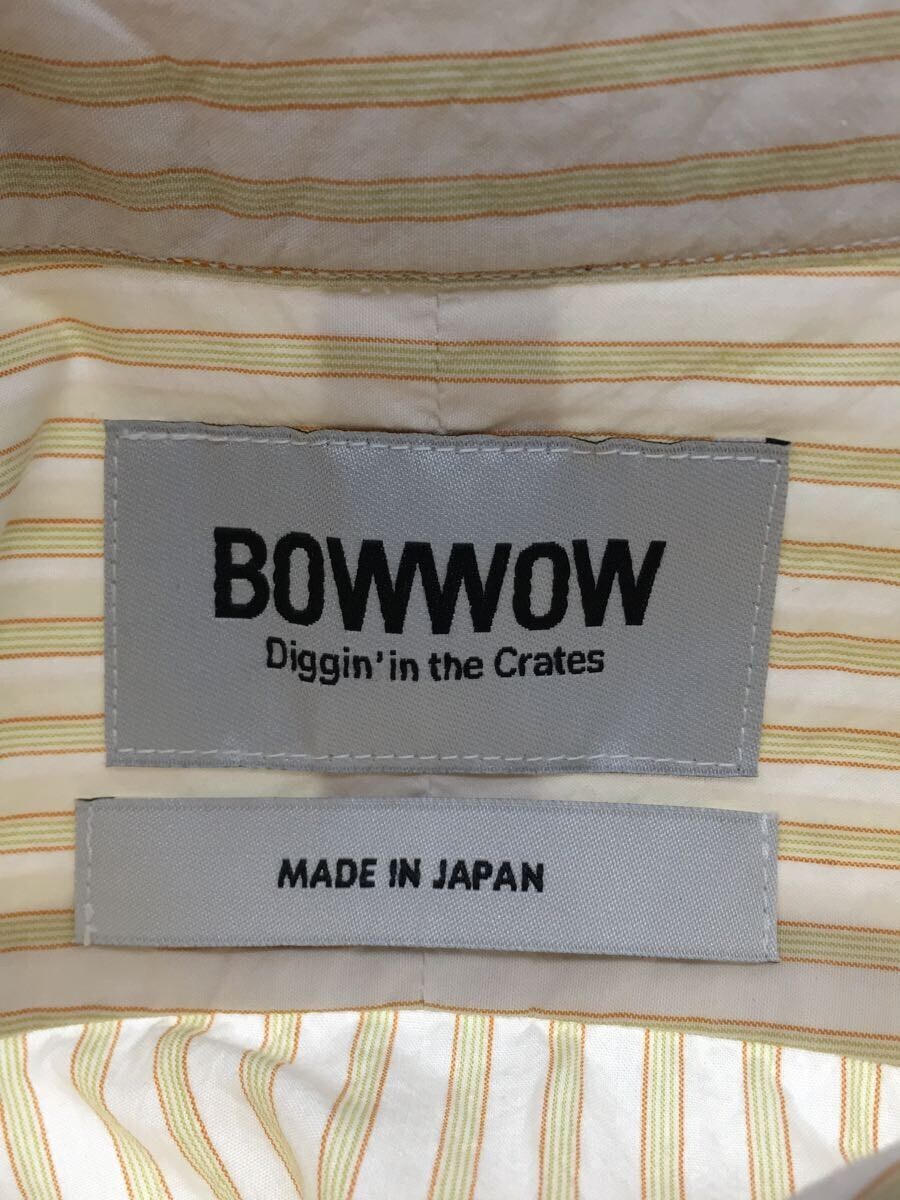 BOWWOW
Diggin' in the Crates
MADE IN JAPAN